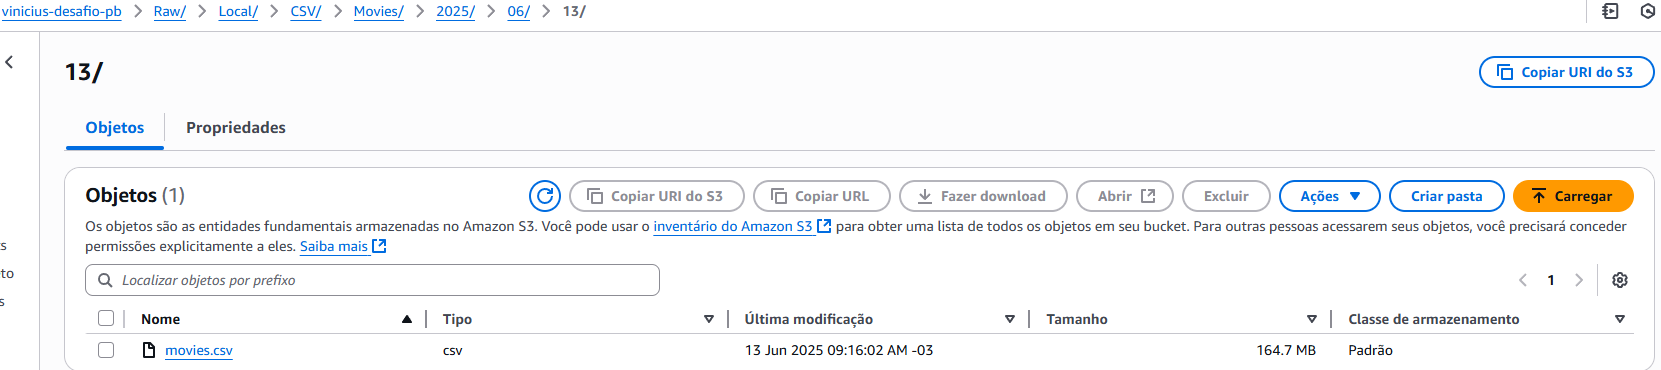 vinicius-desafio-pb > Raw/ > Local/ > CSV/ > Movies/ > 2025/ > 06/ > 13/
13/
Copiar URI do S3
Objetos Propriedades
Objetos (1) Copiar URI do S3 Copiar URL Fazer download Abrir Excluir Ações Criar pasta Carregar
Os objetos são as entidades fundamentais armazenadas no Amazon S3. Você pode usar o inventário do Amazon S3 para obter uma lista de todos os objetos em seu bucket. Para outras pessoas acessarem seus objetos, você precisará conceder
permissões explicitamente a eles. Saiba mais
Localizar objetos por prefixo 1
Nome Tipo Última modificação Tamanho Classe de armazenamento
movies.csv csv 13 Jun 2025 09:16:02 AM -03 164.7 MB Padrão